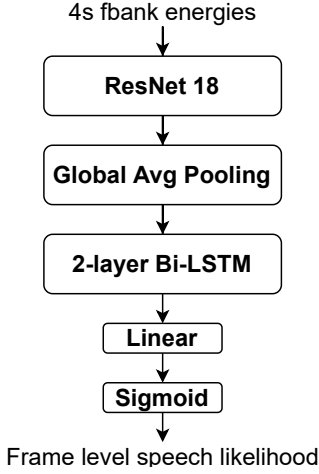 4s fbank energies
ResNet 18
Global Avg Pooling
2-layer Bi-LSTM
Linear
Sigmoid
Frame level speech likelihood